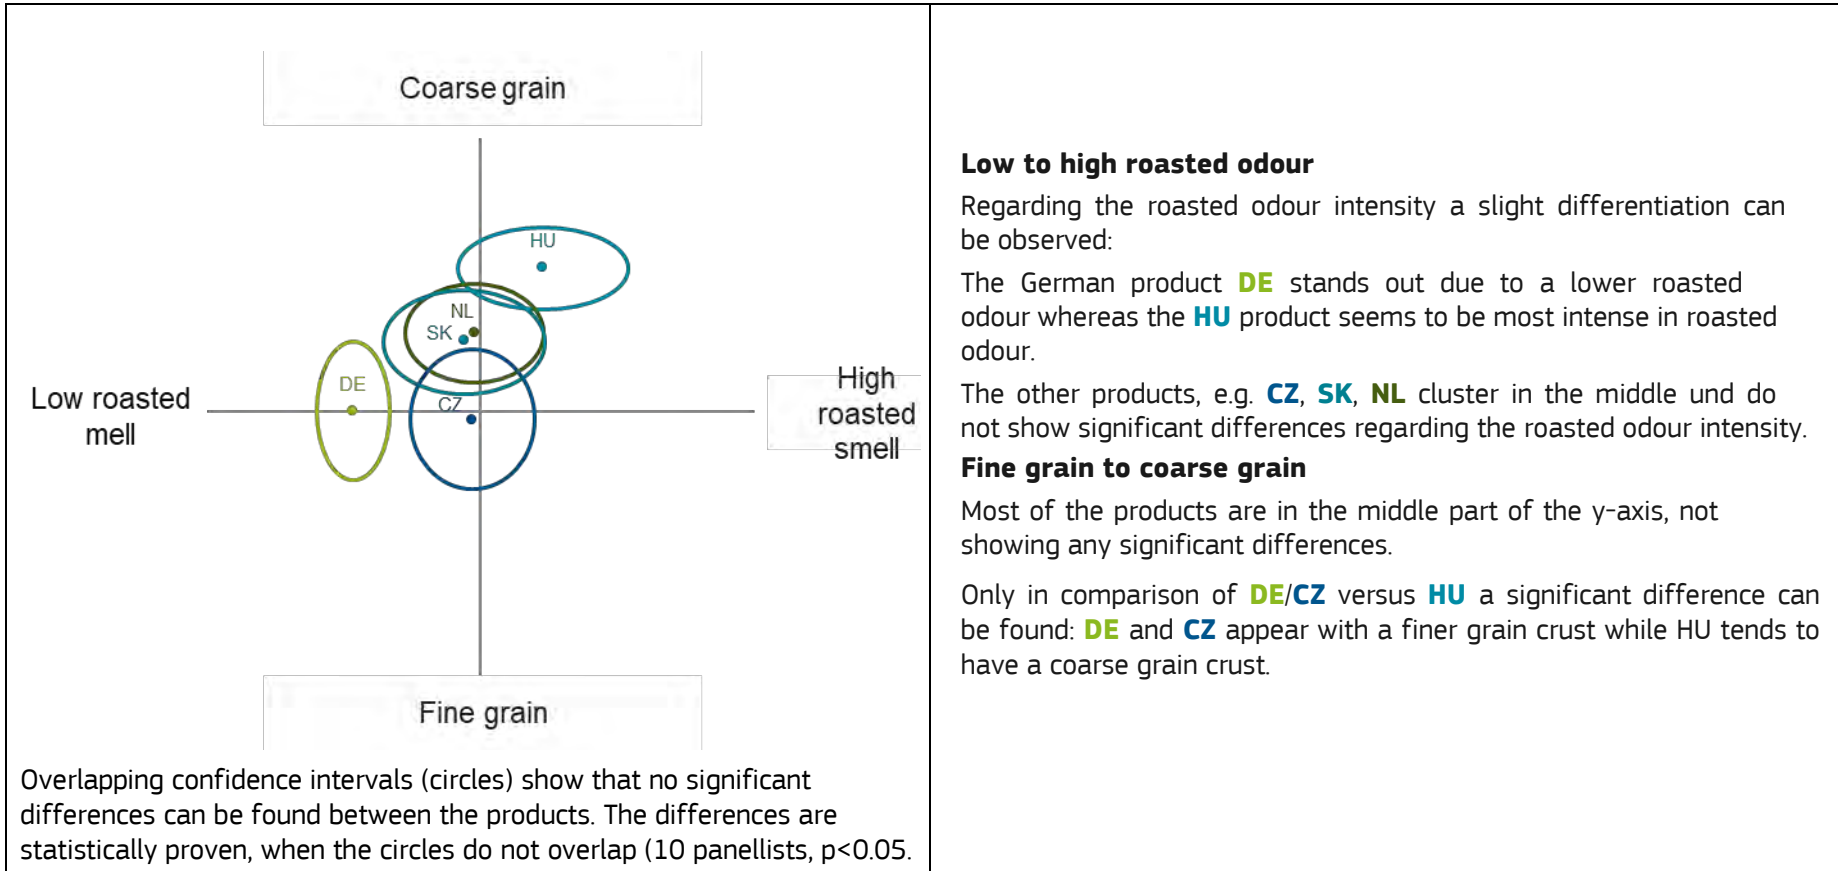 Coarse grain
HU
NL
SK
DE
CZ
Low roasted
mell
High
roasted
smell
Fine grain
Overlapping confidence intervals (circles) show that no significant
differences can be found between the products. The differences are
statistically proven, when the circles do not overlap (10 panellists, p<0.05.
Low to high roasted odour
Regarding the roasted odour intensity a slight differentiation can
be observed:
The German product DE stands out due to a lower roasted
odour whereas the HU product seems to be most intense in roasted
odour.
The other products, e.g. CZ, SK, NL cluster in the middle und do
not show significant differences regarding the roasted odour intensity.
Fine grain to coarse grain
Most of the products are in the middle part of the y-axis, not
showing any significant differences.
Only in comparison of DE/CZ versus HU a significant difference can
be found: DE and CZ appear with a finer grain crust while HU tends to
have a coarse grain crust.